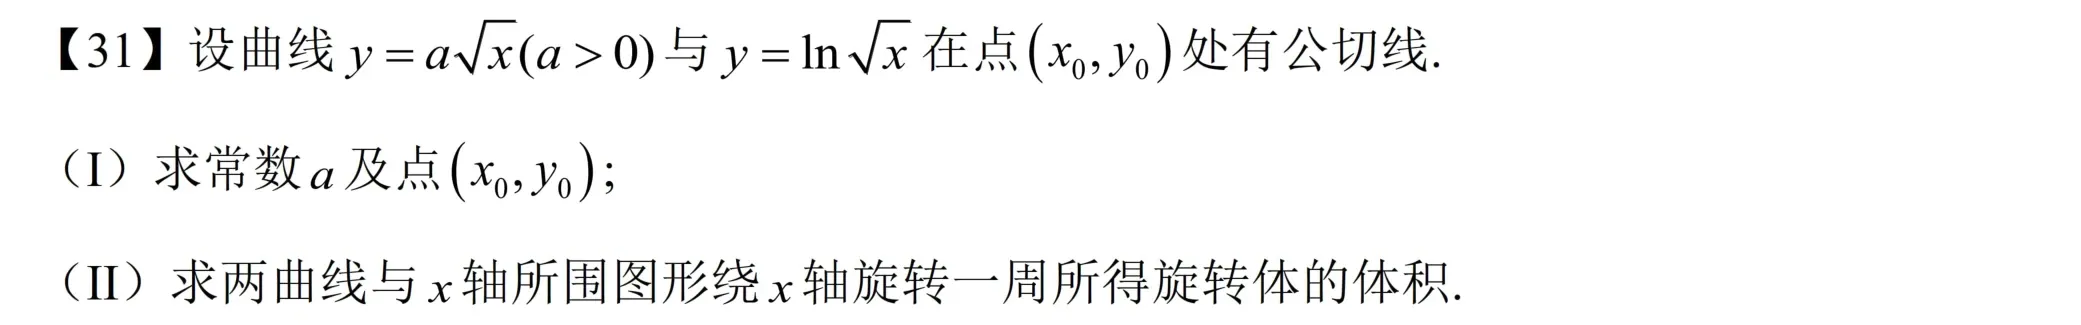 【31】设曲线 y = a√x (a > 0) 与 y = ln √x 在点 (x₀, y₀) 处有公切线.
（I）求常数 a 及点 (x₀, y₀);
（II）求两曲线与 x 轴所围图形绕 x 轴旋转一周所得旋转体的体积.